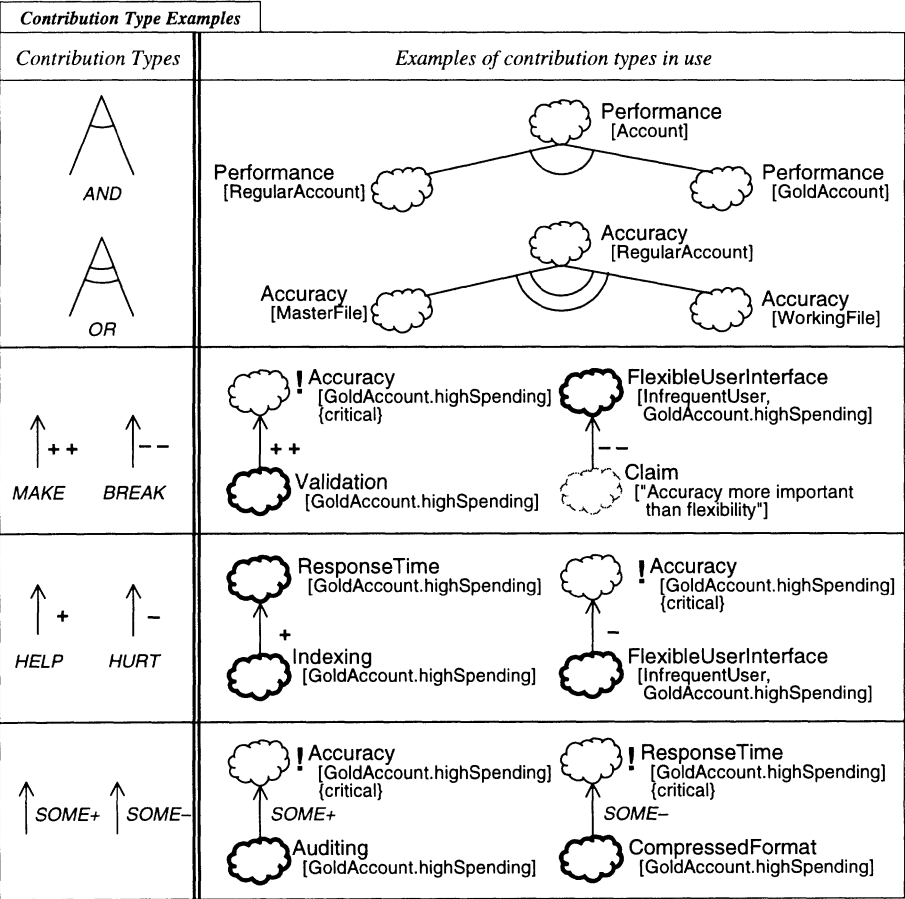 Contribution Type Examples
Contribution Types
Examples of contribution types in use
AND
Performance
[Account]
Performance
[RegularAccount]
Performance
[GoldAccount]
OR
Accuracy
[RegularAccount]
Accuracy
[MasterFile]
Accuracy
[WorkingFile]
++
MAKE
--
BREAK
! Accuracy
[GoldAccount.highSpending]
{critical}
++
Validation
[GoldAccount.highSpending]
FlexibleUserInterface
[InfrequentUser,
GoldAccount.highSpending]
--
Claim
["Accuracy more important
than flexibility"]
+
HELP
-
HURT
ResponseTime
[GoldAccount.highSpending]
+
Indexing
[GoldAccount.highSpending]
! Accuracy
[GoldAccount.highSpending]
{critical}
-
FlexibleUserInterface
[InfrequentUser,
GoldAccount.highSpending]
SOME+
SOME–
! Accuracy
[GoldAccount.highSpending]
{critical}
SOME+
Auditing
[GoldAccount.highSpending]
! ResponseTime
[GoldAccount.highSpending]
{critical}
SOME–
CompressedFormat
[GoldAccount.highSpending]